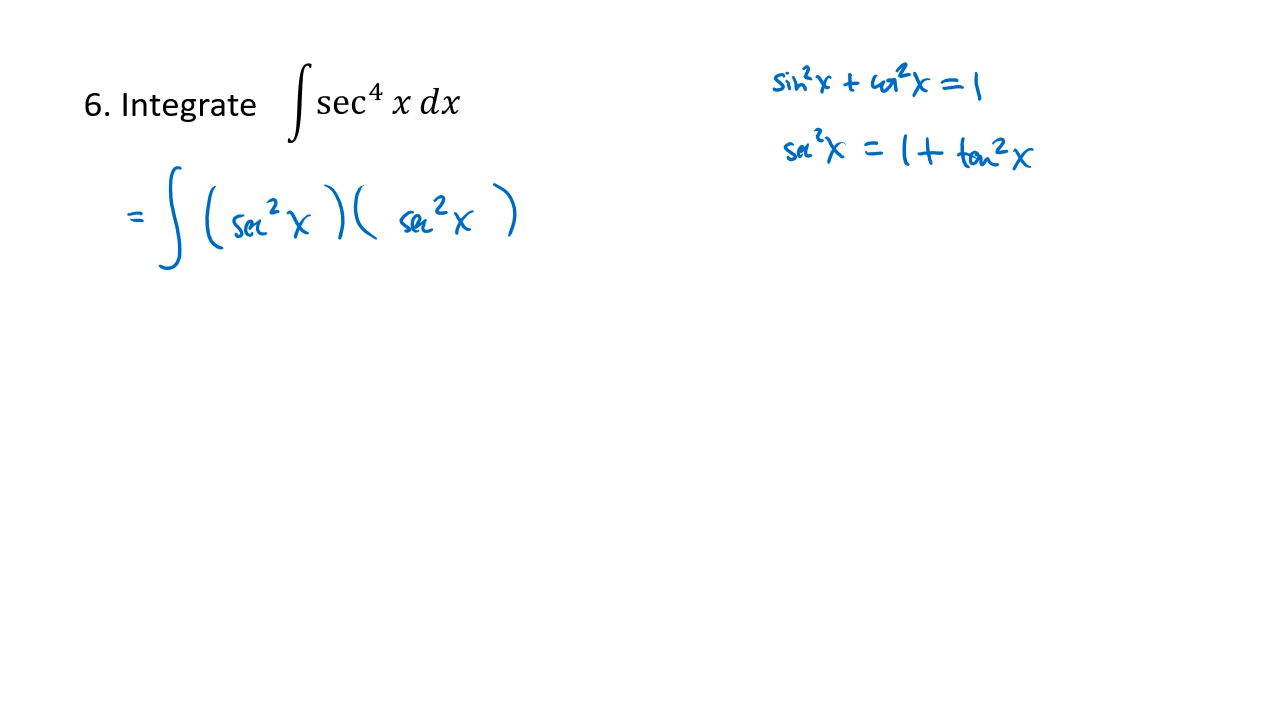 6. Integrate ∫ sec⁴ x dx
sin²x + cos²x = 1
sec²x = 1 + tan²x
= ∫ (sec²x)(sec²x)